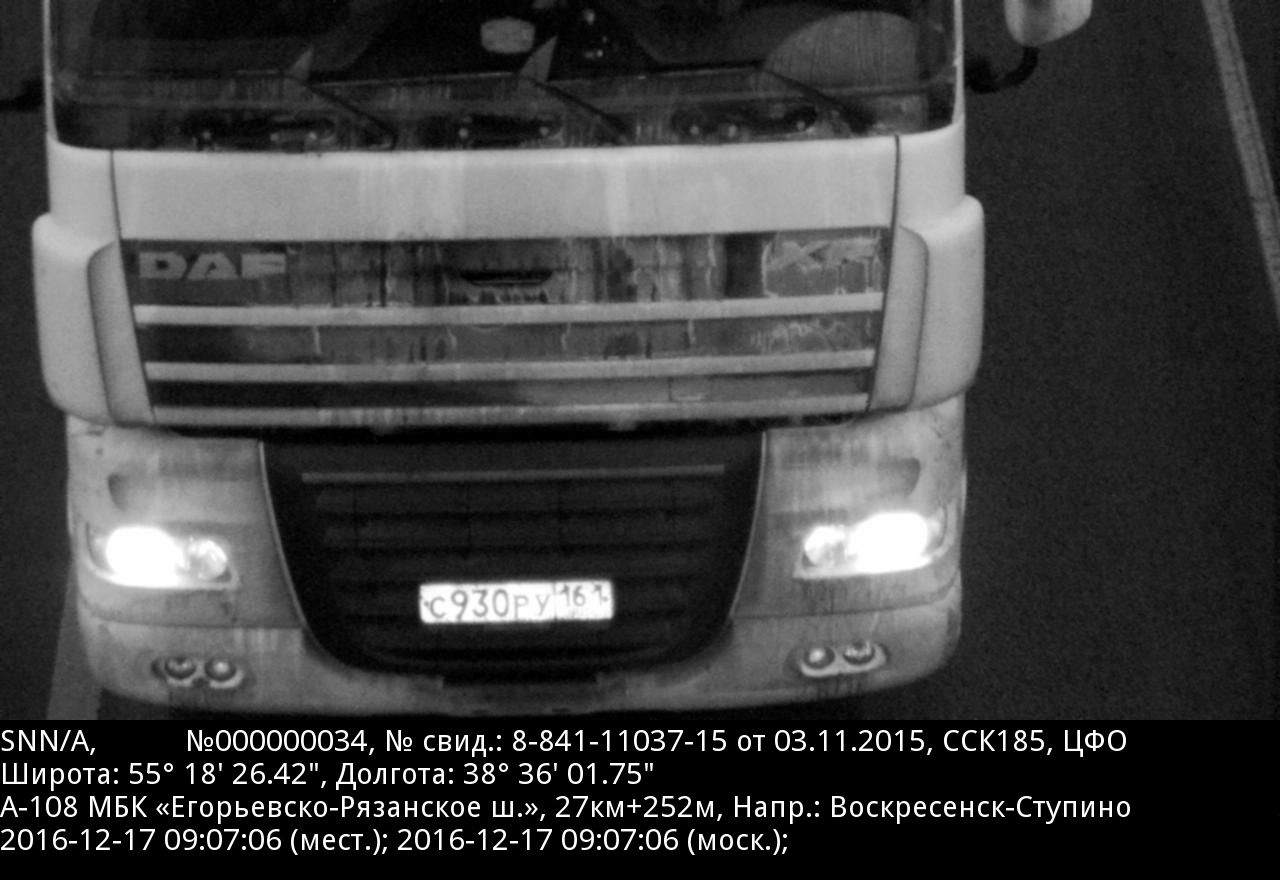 DAF XF
С930РУ 161
SNN/A, №000000034, № свид.: 8-841-11037-15 от 03.11.2015, ССК185, ЦФО
Широта: 55° 18' 26.42", Долгота: 38° 36' 01.75"
А-108 МБК «Егорьевско-Рязанское ш.», 27км+252м, Напр.: Воскресенск-Ступино
2016-12-17 09:07:06 (мест.); 2016-12-17 09:07:06 (моск.);